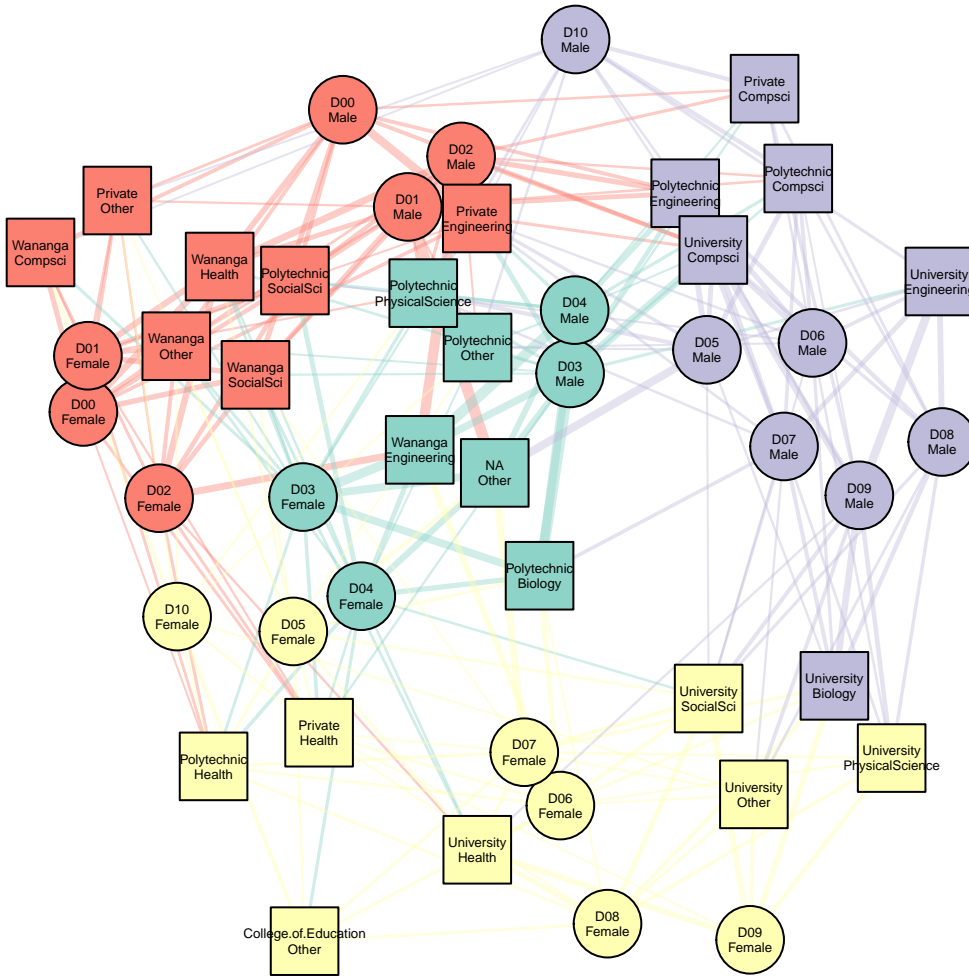 D10
Male
Private
Compsci
D00
Male
D02
Male
Polytechnic
Compsci
Private
Other
D01
Male
Private
Engineering
Polytechnic
Engineering
Wananga
Compsci
Wananga
Health
Polytechnic
SocialSci
University
Compsci
University
Engineering
Polytechnic
PhysicalScience
D04
Male
Wananga
Other
Polytechnic
Other
D05
Male
D06
Male
D01
Female
Wananga
SocialSci
D03
Male
D00
Female
Wananga
Engineering
D07
Male
D08
Male
NA
Other
D02
Female
D03
Female
D09
Male
Polytechnic
Biology
D04
Female
D10
Female
D05
Female
University
SocialSci
University
Biology
Private
Health
Polytechnic
Health
D07
Female
University
PhysicalScience
University
Other
D06
Female
University
Health
D08
Female
College.of.Education
Other
D09
Female